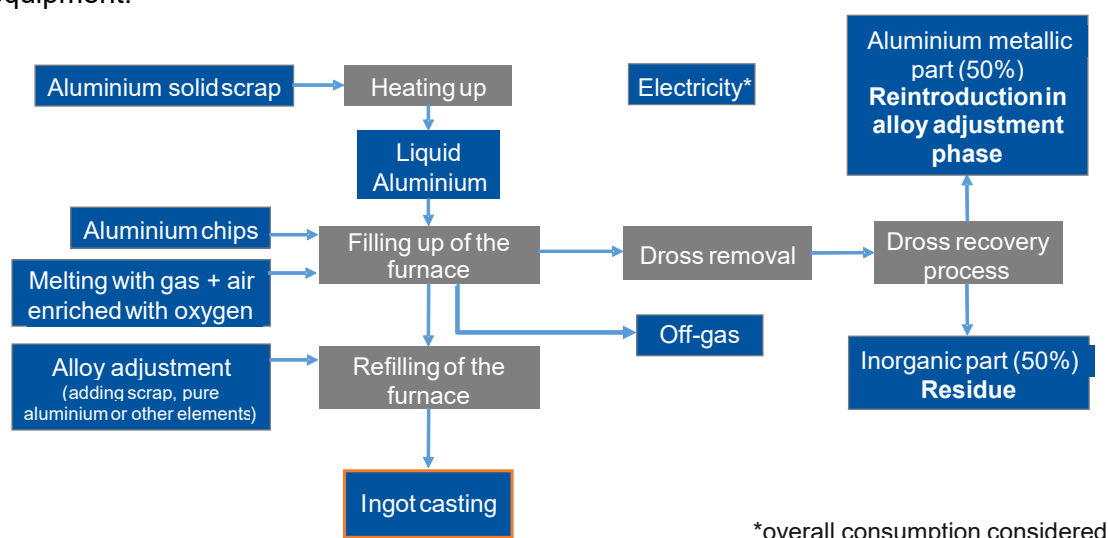 equipment.
Aluminium solid scrap
Heating up
Electricity*
Aluminium metallic
part (50%)
Reintroduction in
alloy adjustment
phase
Liquid
Aluminium
Aluminium chips
Filling up of the
furnace
Dross removal
Dross recovery
process
Melting with gas + air
enriched with oxygen
Off-gas
Alloy adjustment
(adding scrap, pure
aluminium or other elements)
Refilling of the
furnace
Inorganic part (50%)
Residue
Ingot casting
*overall consumption considered